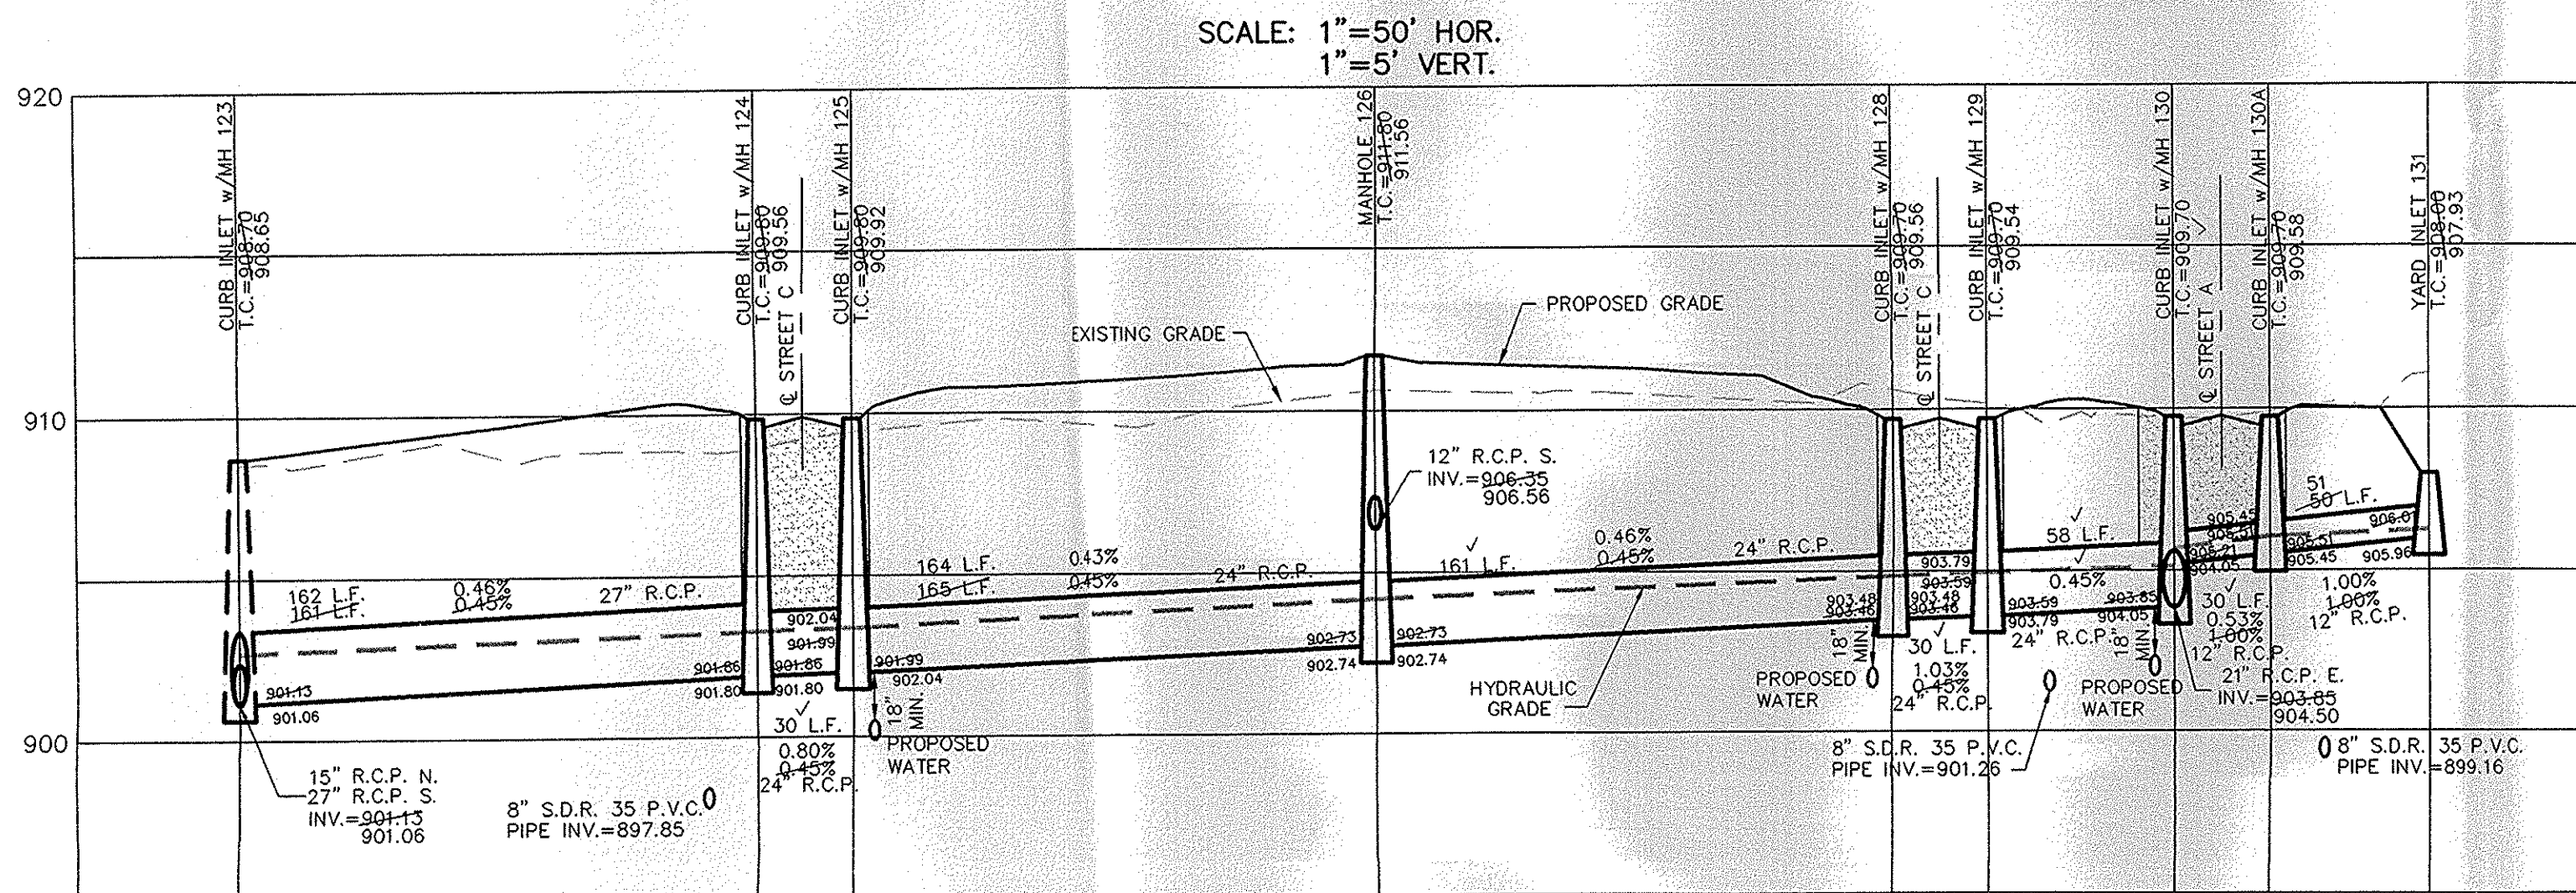 SCALE: 1"=50' HOR.
1"=5' VERT.
920
910
900
CURB INLET w/MH 123
T.C.=908.70
908.65
CURB INLET w/MH 124
T.C.=909.80
909.56
℄ STREET C
CURB INLET w/MH 125
T.C.=909.80
909.92
MANHOLE 126
T.C.=911.80
911.56
CURB INLET w/MH 128
T.C.=909.70
909.56
℄ STREET C
CURB INLET w/MH 129
T.C.=909.70
909.54
CURB INLET w/MH 130
T.C.=909.70 ✓
℄ STREET A
CURB INLET w/MH 130A
T.C.=909.70
909.58
YARD INLET 131
T.C.=908.00
907.93
EXISTING GRADE
PROPOSED GRADE
12" R.C.P. S.
INV.=906.35
906.56
162 L.F.
161 L.F.
0.46%
0.45%
27" R.C.P.
901.13
901.06
901.86
901.80
902.04
901.99
901.86
901.80
✓
30 L.F.
0.80%
0.45%
24" R.C.P.
901.99
902.04
18"
MIN.
PROPOSED
WATER
164 L.F.
165 L.F.
0.43%
0.45%
24" R.C.P.
902.73
902.74
902.73
902.74
✓
161 L.F.
0.46%
0.45%
24" R.C.P.
HYDRAULIC
GRADE
903.48
903.46
18"
MIN.
PROPOSED
WATER
903.79
903.59
903.48
903.46
✓
30 L.F.
1.03%
0.45%
24" R.C.P.
✓
58 L.F.
✓
0.45%
903.59
903.79
24" R.C.P.
903.85
904.05
18"
MIN.
PROPOSED
WATER
905.45
905.21
904.05
✓
30 L.F.
0.53%
1.00%
12" R.C.P.
21" R.C.P. E.
INV.=903.85
904.50
51
50 L.F.
906.0
905.51
905.45
905.96
1.00%
1.00%
12" R.C.P.
15" R.C.P. N.
27" R.C.P. S.
INV.=901.13
901.06
8" S.D.R. 35 P.V.C.
PIPE INV.=897.85
8" S.D.R. 35 P.V.C.
PIPE INV.=901.26
8" S.D.R. 35 P.V.C.
PIPE INV.=899.16